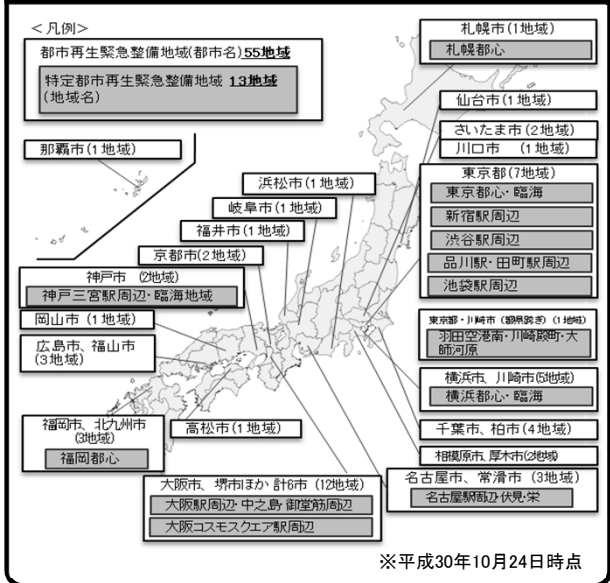 <凡例>
都市再生緊急整備地域(都市名)55地域
特定都市再生緊急整備地域 13地域
(地域名)
那覇市(1地域)
浜松市(1地域)
岐阜市(1地域)
福井市(1地域)
京都市(2地域)
神戸市 (2地域)
神戸三宮駅周辺・臨海地域
岡山市(1地域)
広島市、福山市
(3地域)
福岡市、北九州市
(3地域)
福岡都心
高松市(1地域)
大阪市、堺市ほか 計6市(12地域)
大阪駅周辺・中之島・御堂筋周辺
大阪コスモスクエア駅周辺
札幌市(1地域)
札幌都心
仙台市(1地域)
さいたま市(2地域)
川口市 (1地域)
東京都(7地域)
東京都心・臨海
新宿駅周辺
渋谷駅周辺
品川駅・田町駅周辺
池袋駅周辺
東京都・川崎市(都県跨ぎ)(1地域)
羽田空港南・川崎殿町・大
師河原
横浜市、川崎市(5地域)
横浜都心・臨海
千葉市、柏市(4地域)
相模原市、厚木市(2地域)
名古屋市、常滑市(3地域)
名古屋駅周辺・伏見・栄
※平成30年10月24日時点